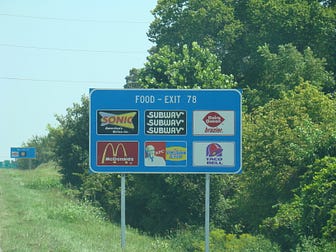 FOOD - EXIT 78
SONIC
America's Drive-In
SUBWAY
SUBWAY
SUBWAY
Dairy Queen
brazier.
McDonald's
KFC
TACO
BELL